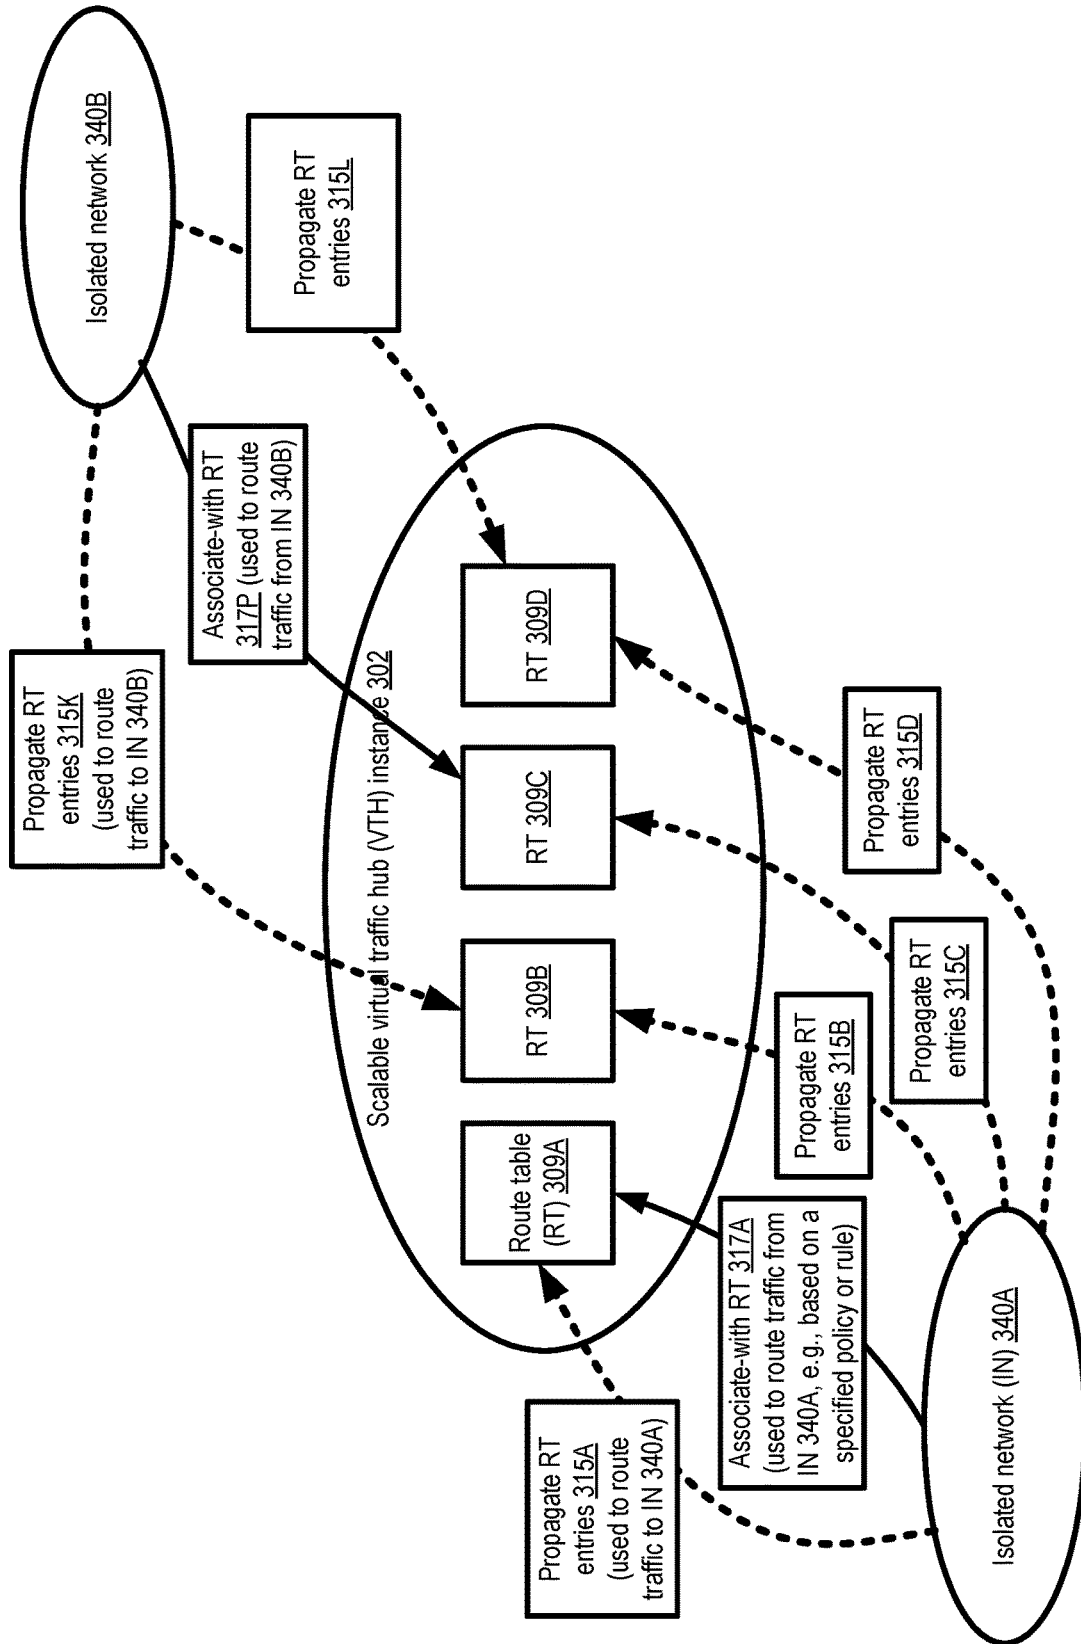 Isolated network 340B
Propagate RT
entries 315K
(used to route
traffic to IN 340B)
Associate-with RT
317P (used to route
traffic from IN 340B)
Propagate RT
entries 315L
Scalable virtual traffic hub (VTH) instance 302
Route table
(RT) 309A
RT 309B
RT 309C
RT 309D
Propagate RT
entries 315A
(used to route
traffic to IN 340A)
Associate-with RT 317A
(used to route traffic from
IN 340A, e.g., based on a
specified policy or rule)
Propagate RT
entries 315B
Propagate RT
entries 315C
Propagate RT
entries 315D
Isolated network (IN) 340A